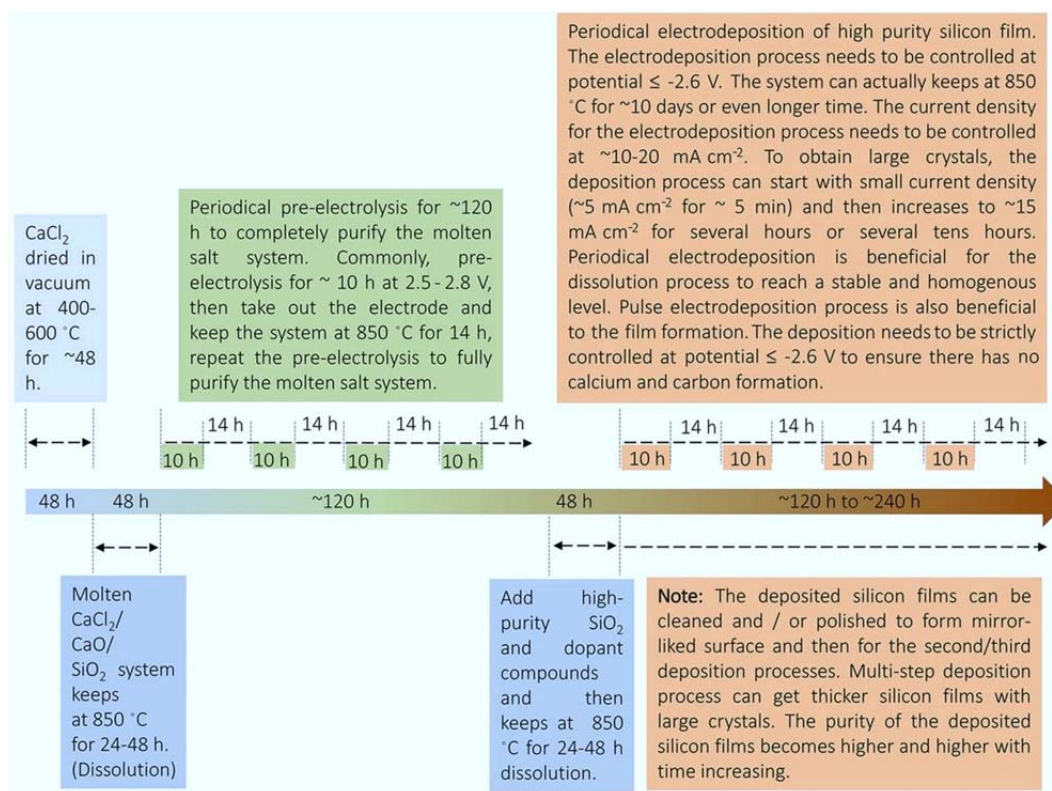 Periodical electrodeposition of high purity silicon film.
The electrodeposition process needs to be controlled at
potential ≤ -2.6 V. The system can actually keeps at 850
˚C for ~10 days or even longer time. The current density
for the electrodeposition process needs to be controlled
at ~10-20 mA cm⁻². To obtain large crystals, the
deposition process can start with small current density
(~5 mA cm⁻² for ~ 5 min) and then increases to ~15
mA cm⁻² for several hours or several tens hours.
Periodical electrodeposition is beneficial for the
dissolution process to reach a stable and homogenous
level. Pulse electrodeposition process is also beneficial
to the film formation. The deposition needs to be strictly
controlled at potential ≤ -2.6 V to ensure there has no
calcium and carbon formation.
Periodical pre-electrolysis for ~120
h to completely purify the molten
salt system. Commonly, pre-
electrolysis for ~ 10 h at 2.5 - 2.8 V,
then take out the electrode and
keep the system at 850 ˚C for 14 h,
repeat the pre-electrolysis to fully
purify the molten salt system.
CaCl₂
dried in
vacuum
at 400-
600 ˚C
for ~48
h.
14 h 14 h 14 h 14 h 14 h 14 h 14 h 14 h
10 h 10 h 10 h 10 h 10 h 10 h 10 h 10 h
48 h 48 h ~120 h 48 h ~120 h to ~240 h
Molten
CaCl₂/
CaO/
SiO₂ system
keeps
at 850 ˚C
for 24-48 h.
(Dissolution)
Add high-
purity SiO₂
and dopant
compounds
and then
keeps at 850
˚C for 24-48 h
dissolution.
Note: The deposited silicon films can be
cleaned and / or polished to form mirror-
liked surface and then for the second/third
deposition processes. Multi-step deposition
process can get thicker silicon films with
large crystals. The purity of the deposited
silicon films becomes higher and higher with
time increasing.